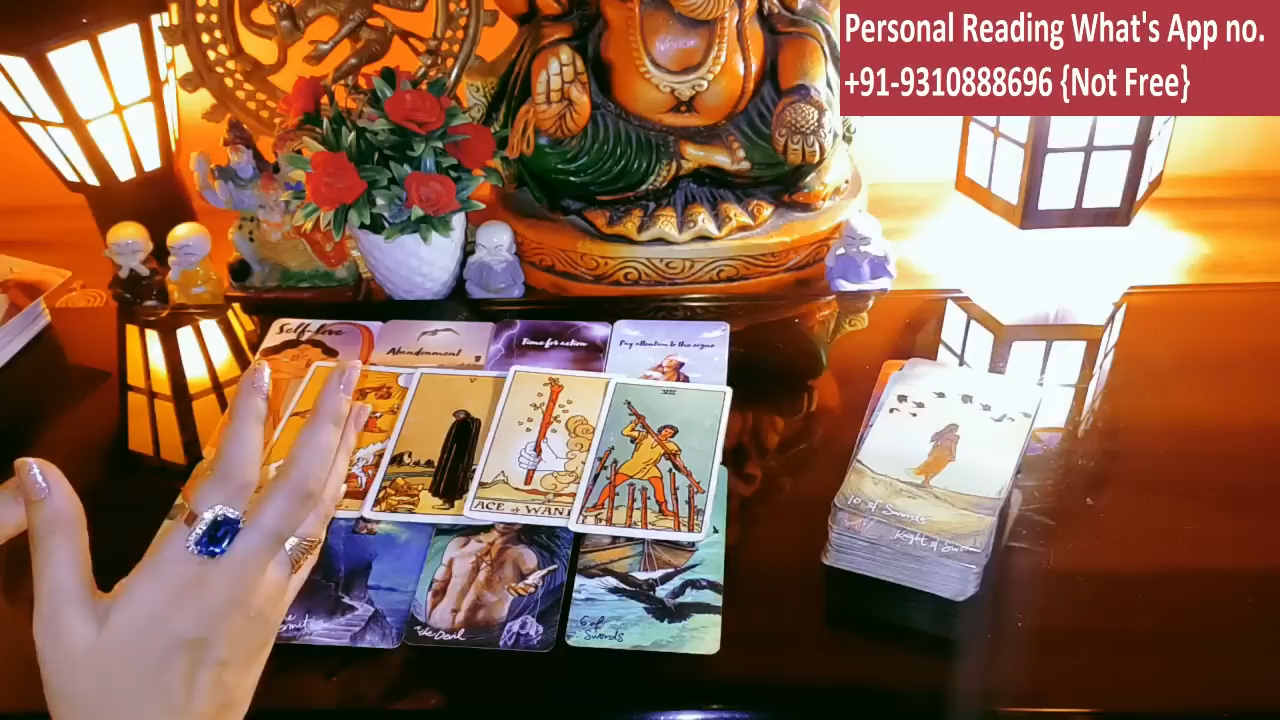 Personal Reading What's App no.
+91-9310888696 {Not Free}
Self-love
Abandonment
Time for action
Pay attention to the signs
V
ACE of WAN
VII
The Devil
6 of
Swords
10 of Swords
Knight of Swords